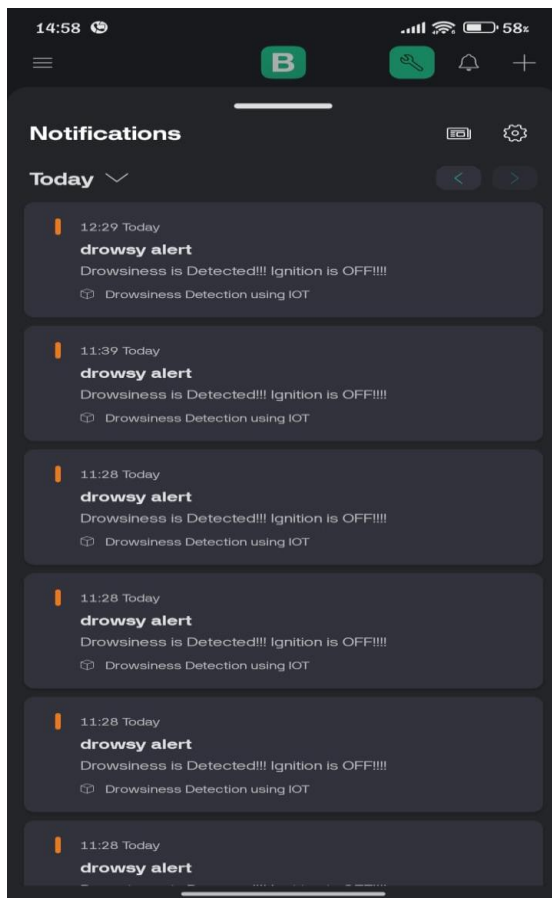 14:58
58%
B
Notifications
Today
12:29 Today
drowsy alert
Drowsiness is Detected!!! Ignition is OFF!!!!
Drowsiness Detection using IOT
11:39 Today
drowsy alert
Drowsiness is Detected!!! Ignition is OFF!!!!
Drowsiness Detection using IOT
11:28 Today
drowsy alert
Drowsiness is Detected!!! Ignition is OFF!!!!
Drowsiness Detection using IOT
11:28 Today
drowsy alert
Drowsiness is Detected!!! Ignition is OFF!!!!
Drowsiness Detection using IOT
11:28 Today
drowsy alert
Drowsiness is Detected!!! Ignition is OFF!!!!
Drowsiness Detection using IOT
11:28 Today
drowsy alert